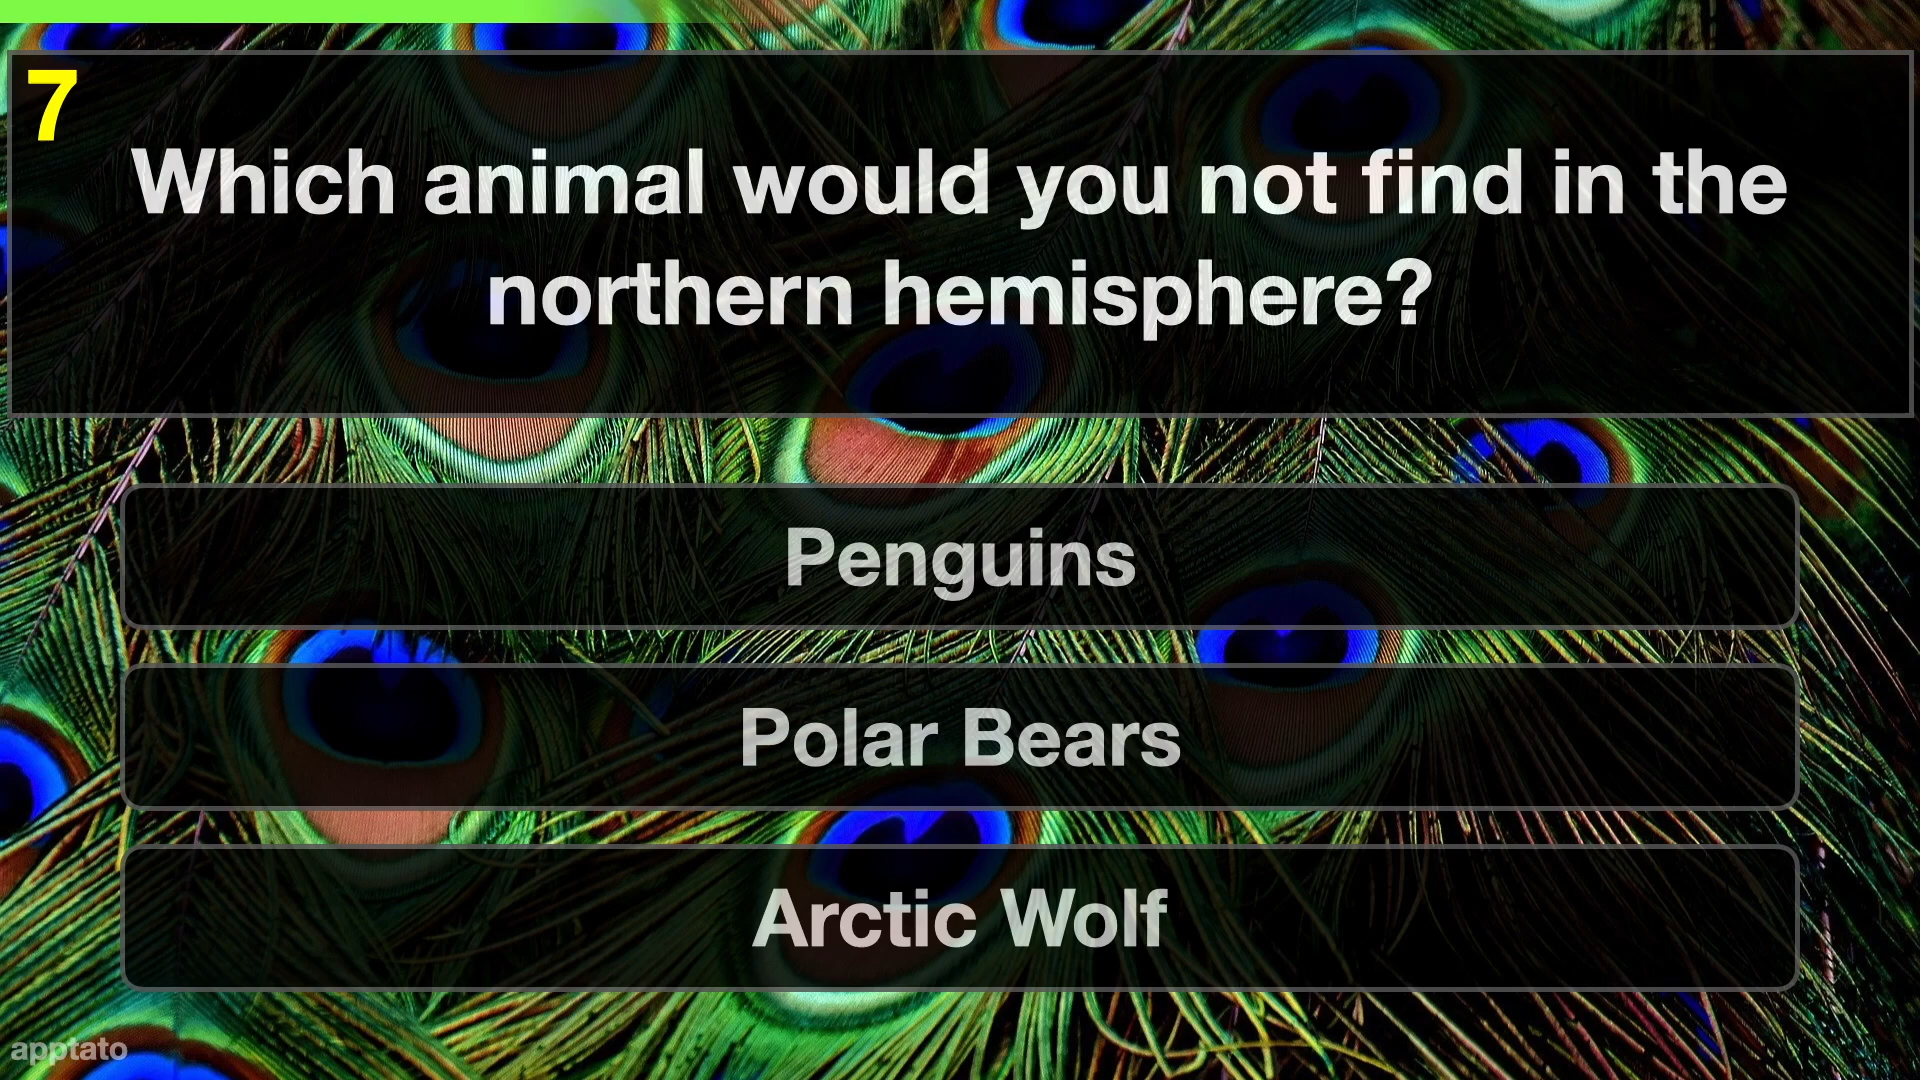 7
Which animal would you not find in the
northern hemisphere?
Penguins
Polar Bears
Arctic Wolf
apptato